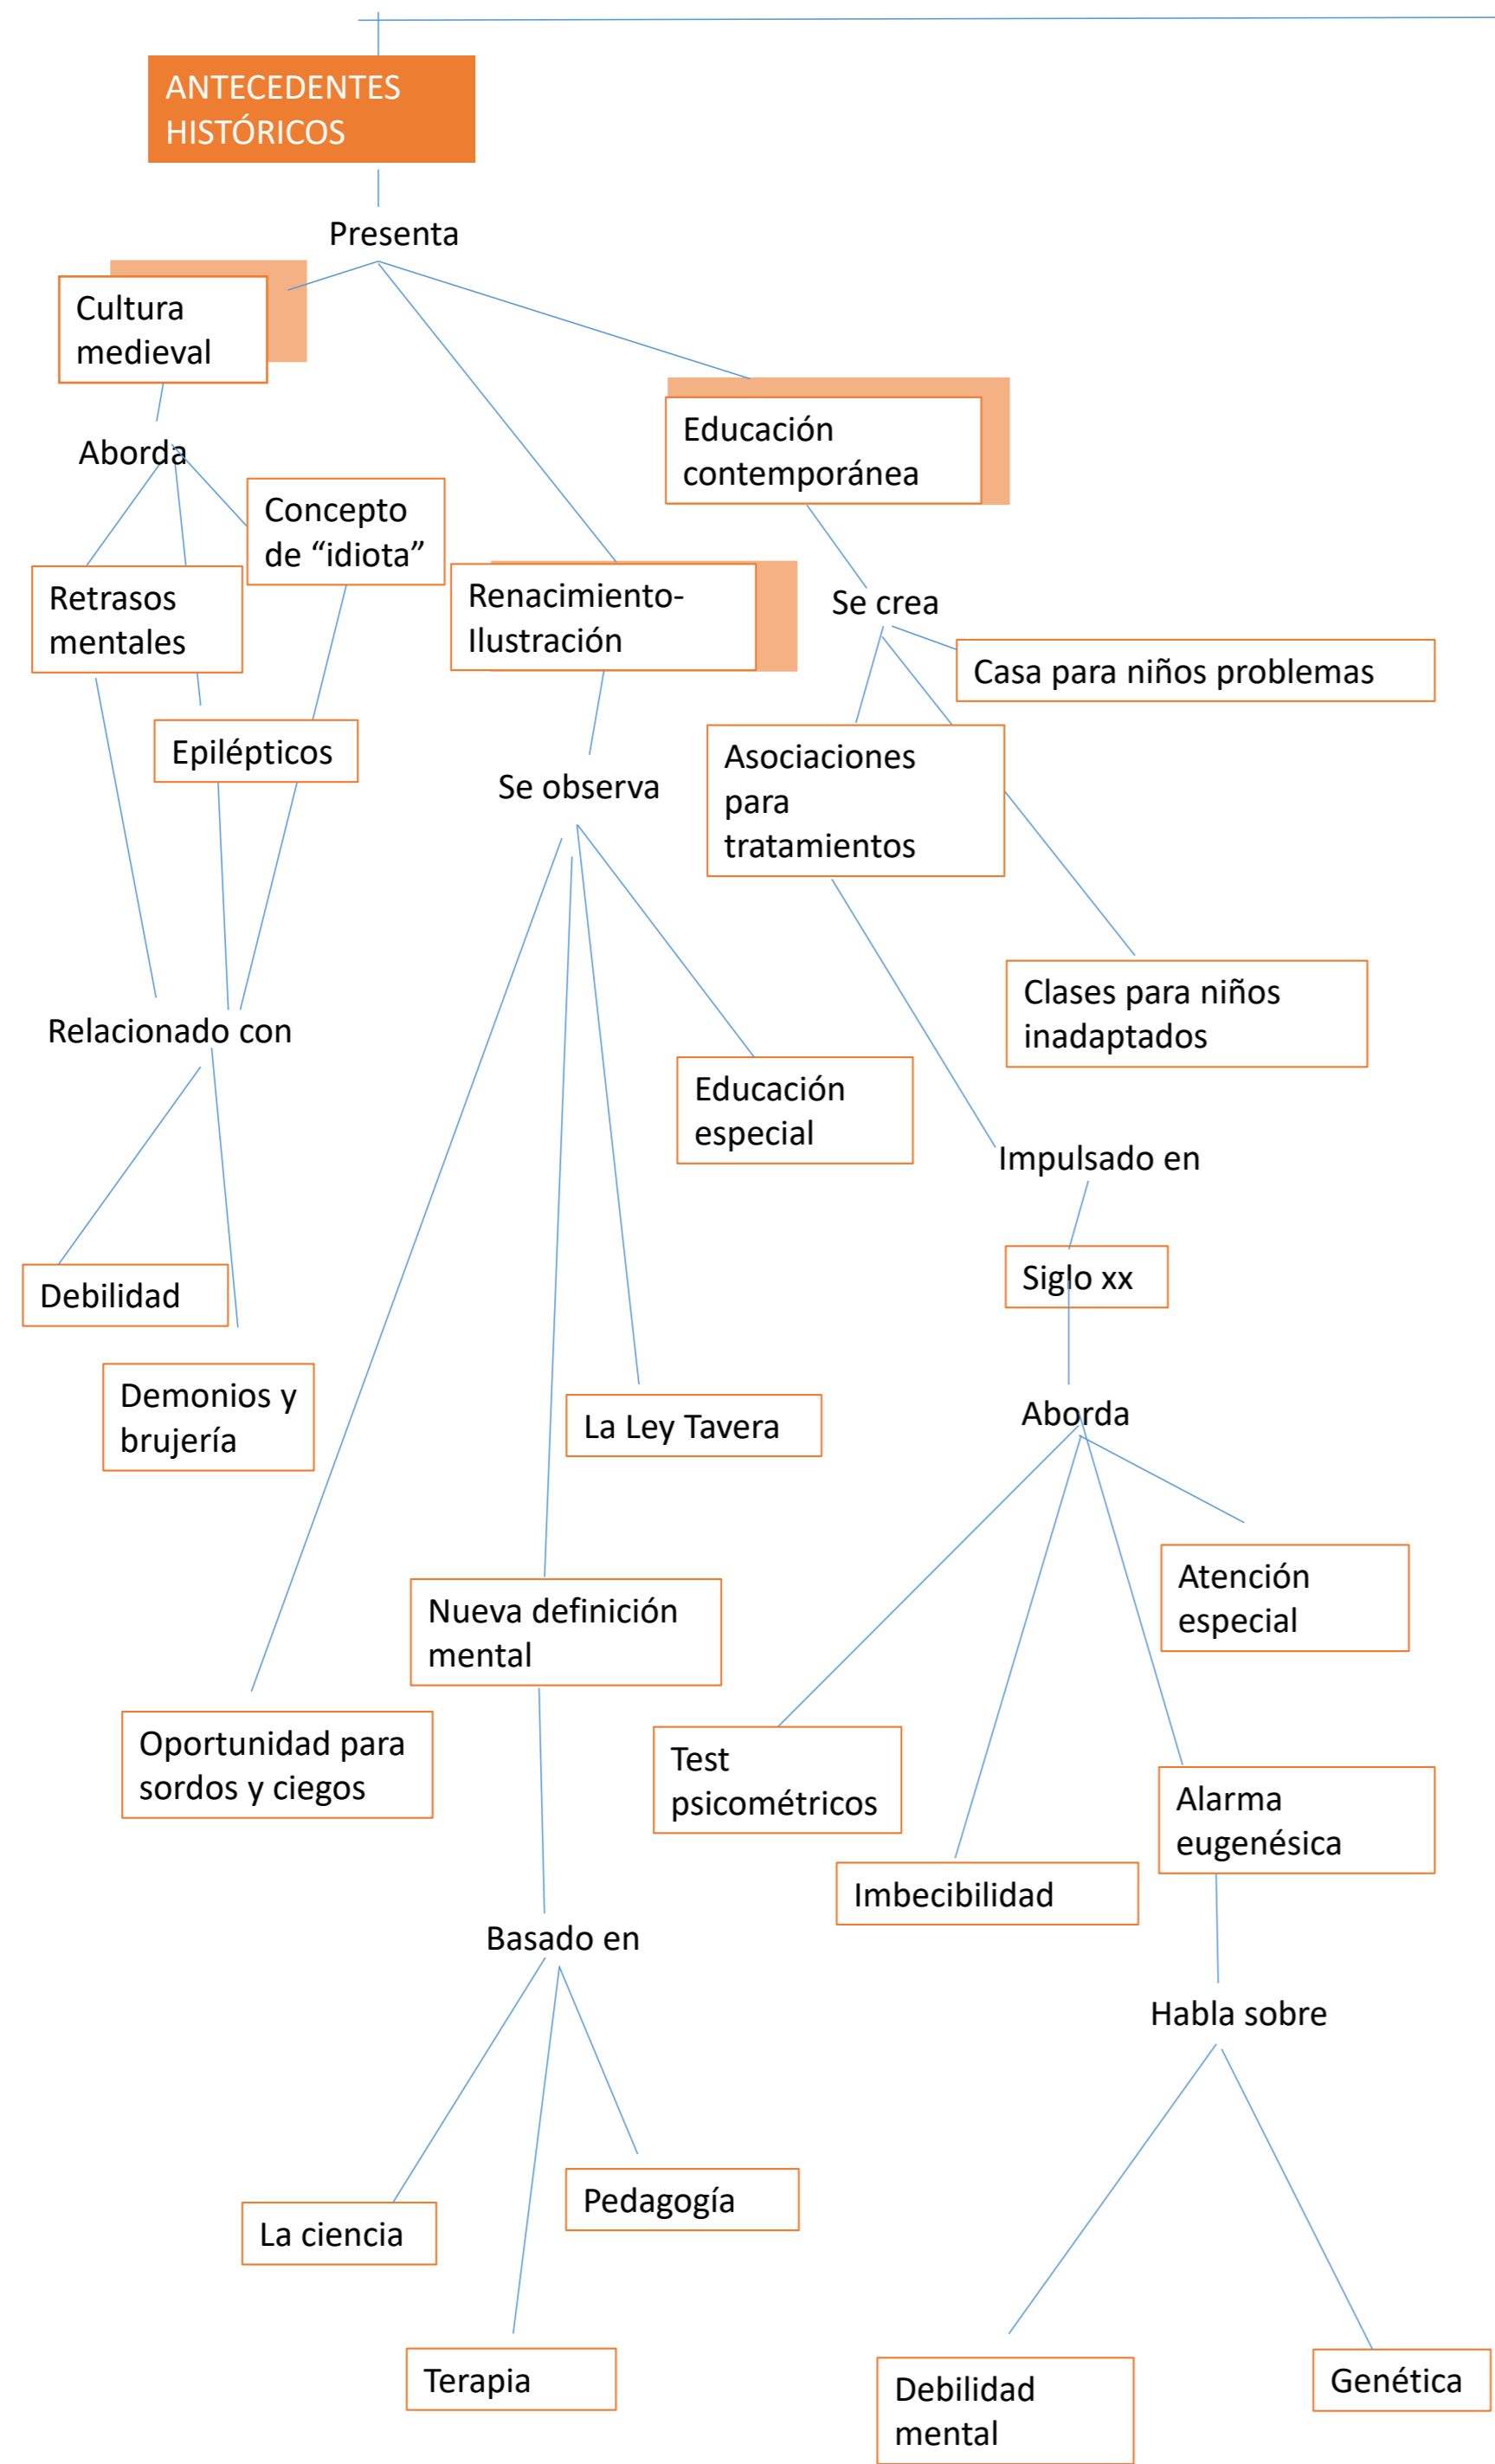 ANTECEDENTES
HISTÓRICOS
Presenta
Cultura
medieval
Educación
contemporánea
Aborda
Concepto
de “idiota”
Retrasos
mentales
Renacimiento-
Ilustración
Se crea
Casa para niños problemas
Epilépticos
Se observa
Asociaciones
para
tratamientos
Clases para niños
inadaptados
Relacionado con
Educación
especial
Impulsado en
Siglo xx
Debilidad
Demonios y
brujería
La Ley Tavera
Aborda
Atención
especial
Nueva definición
mental
Oportunidad para
sordos y ciegos
Test
psicométricos
Alarma
eugenésica
Imbecibilidad
Basado en
Habla sobre
Pedagogía
La ciencia
Terapia
Debilidad
mental
Genética